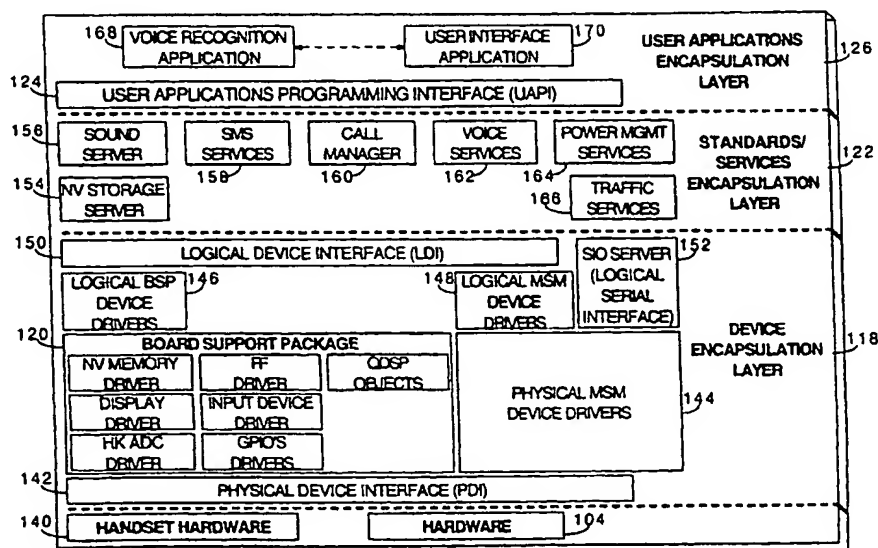 168
VOICE RECOGNITION
APPLICATION
USER INTERFACE
APPLICATION
170
USER APPLICATIONS
ENCAPSULATION
LAYER
126
124
USER APPLICATIONS PROGRAMMING INTERFACE (UAPI)
156
SOUND
SERVER
SMS
SERVICES
158
CALL
MANAGER
160
VOICE
SERVICES
162
POWER MGMT
SERVICES
164
STANDARDS/
SERVICES
ENCAPSULATION
LAYER
122
154
NV STORAGE
SERVER
166
TRAFFIC
SERVICES
150
LOGICAL DEVICE INTERFACE (LDI)
SIO SERVER
(LOGICAL
SERIAL
INTERFACE)
152
LOGICAL BSP
DEVICE
DRIVERS
146
148
LOGICAL MSM
DEVICE
DRIVERS
DEVICE
ENCAPSULATION
LAYER
118
120
BOARD SUPPORT PACKAGE
NV MEMORY
DRIVER
RF
DRIVER
QDSP
OBJECTS
DISPLAY
DRIVER
INPUT DEVICE
DRIVER
HK ADC
DRIVER
GPIO'S
DRIVERS
PHYSICAL MSM
DEVICE DRIVERS
144
142
PHYSICAL DEVICE INTERFACE (PDI)
140
HANDSET HARDWARE
HARDWARE
104